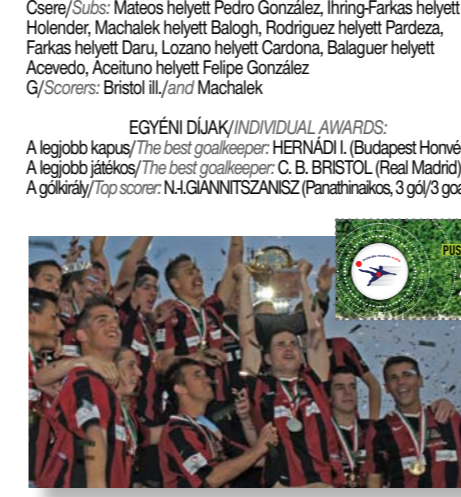 Csere/Subs: Mateos helyett Pedro González, Ihring-Farkas helyett
Holender, Machalek helyett Balogh, Rodriguez helyett Pardeza,
Farkas helyett Daru, Lozano helyett Cardona, Balaguer helyett
Acevedo, Aceituno helyett Felipe González
G/Scorers: Bristol ill./and Machalek
EGYÉNI DÍJAK/INDIVIDUAL AWARDS:
A legjobb kapus/The best goalkeeper: HERNÁDI I. (Budapest Honvé
A legjobb játékos/The best goalkeeper: C. B. BRISTOL (Real Madrid)
A gólkirály/Top scorer: N.-I.GIANNITSZANISZ (Panathinaikos, 3 gól/3 goa
PUS